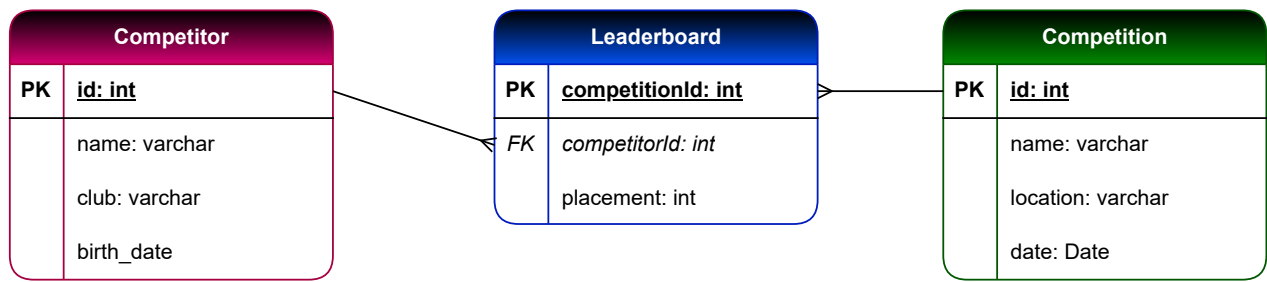 Competitor
PK id: int
name: varchar
club: varchar
birth_date
Leaderboard
PK competitionId: int
FK competitorId: int
placement: int
Competition
PK id: int
name: varchar
location: varchar
date: Date